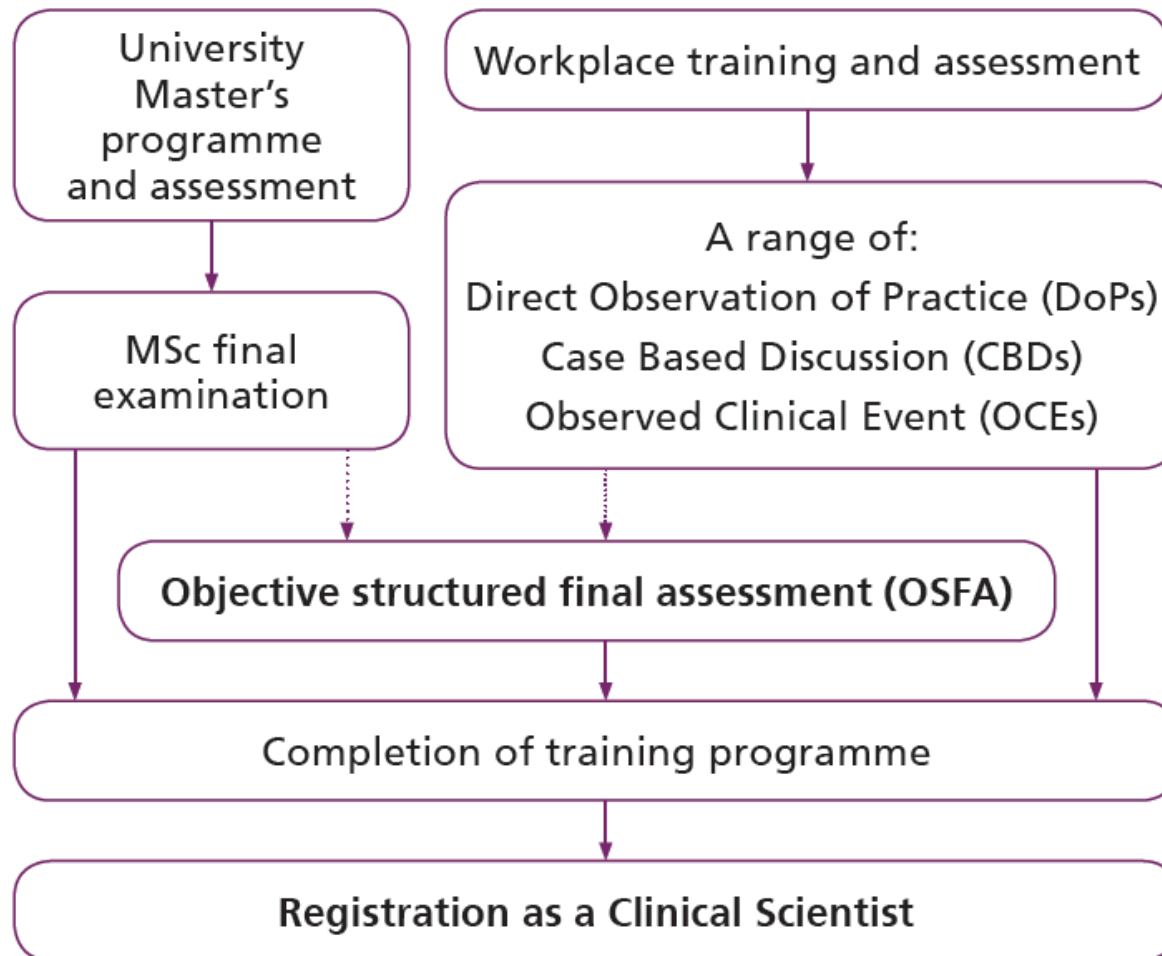 University
Master’s
programme
and assessment
Workplace training and assessment
MSc final
examination
A range of:
Direct Observation of Practice (DoPs)
Case Based Discussion (CBDs)
Observed Clinical Event (OCEs)
Objective structured final assessment (OSFA)
Completion of training programme
Registration as a Clinical Scientist